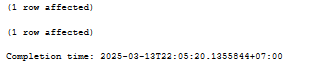 (1 row affected)
(1 row affected)
Completion time: 2025-03-13T22:05:20.1355844+07:00